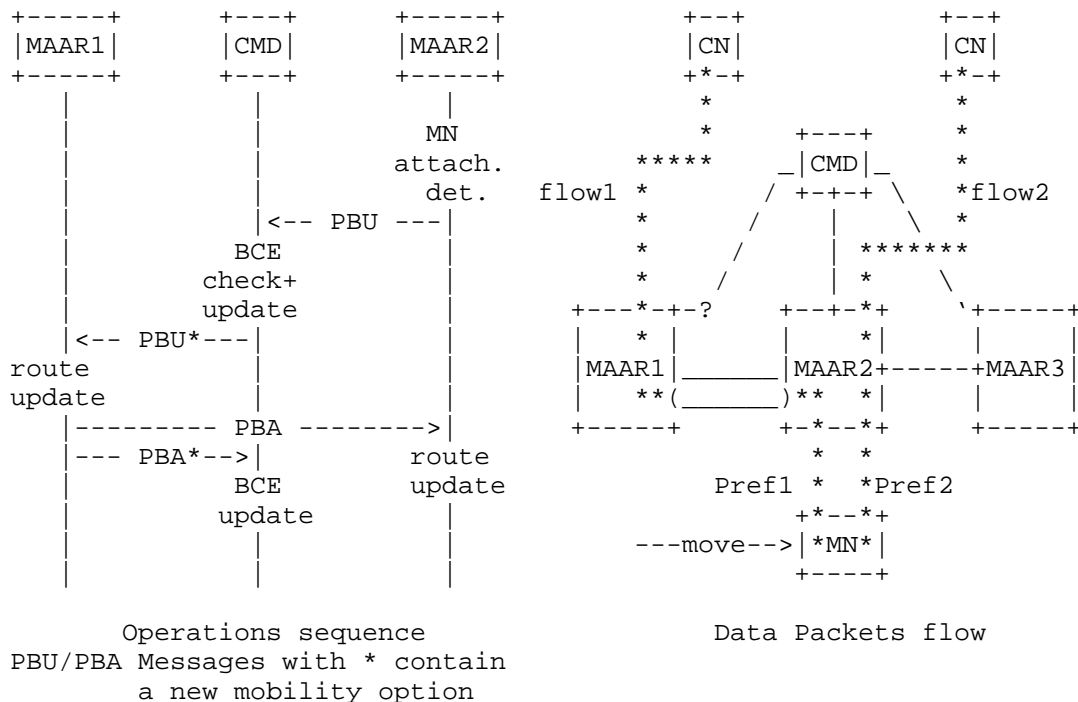 MAAR1 CMD MAAR2 CN CN
MN
attach. CMD
det. flow1 flow2
PBU
BCE
check+
update
PBU*
route MAAR1 MAAR2 MAAR3
update
PBA
PBA* route
BCE update Pref1 Pref2
update
move MN
Operations sequence Data Packets flow
PBU/PBA Messages with * contain
a new mobility option